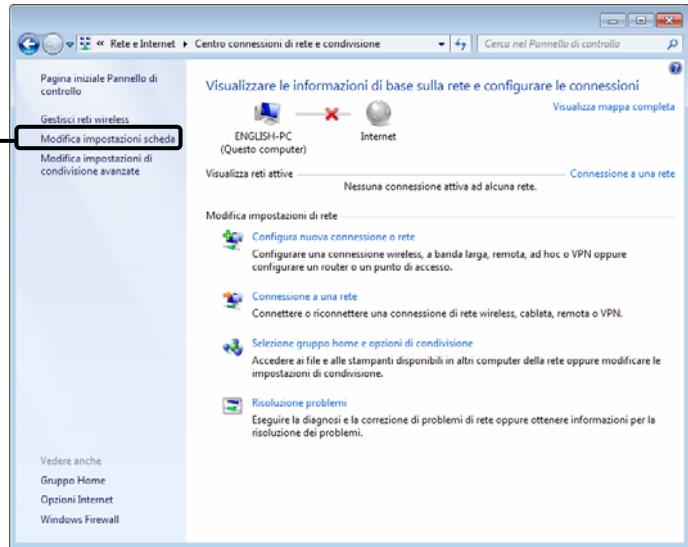 « Rete e Internet ▸ Centro connessioni di rete e condivisione
Cerca nel Pannello di controllo
Pagina iniziale Pannello di
controllo
Gestisci reti wireless
Modifica impostazioni scheda
Modifica impostazioni di
condivisione avanzate
Vedere anche
Gruppo Home
Opzioni Internet
Windows Firewall
Visualizzare le informazioni di base sulla rete e configurare le connessioni
Visualizza mappa completa
ENGLISH-PC
(Questo computer)
Internet
Visualizza reti attive
Connessione a una rete
Nessuna connessione attiva ad alcuna rete.
Modifica impostazioni di rete
Configura nuova connessione o rete
Configurare una connessione wireless, a banda larga, remota, ad hoc o VPN oppure
configurare un router o un punto di accesso.
Connessione a una rete
Connettere o riconnettere una connessione di rete wireless, cablata, remota o VPN.
Selezione gruppo home e opzioni di condivisione
Accedere ai file e alle stampanti disponibili in altri computer della rete oppure modificare le
impostazioni di condivisione.
Risoluzione problemi
Eseguire la diagnosi e la correzione di problemi di rete oppure ottenere informazioni per la
risoluzione dei problemi.